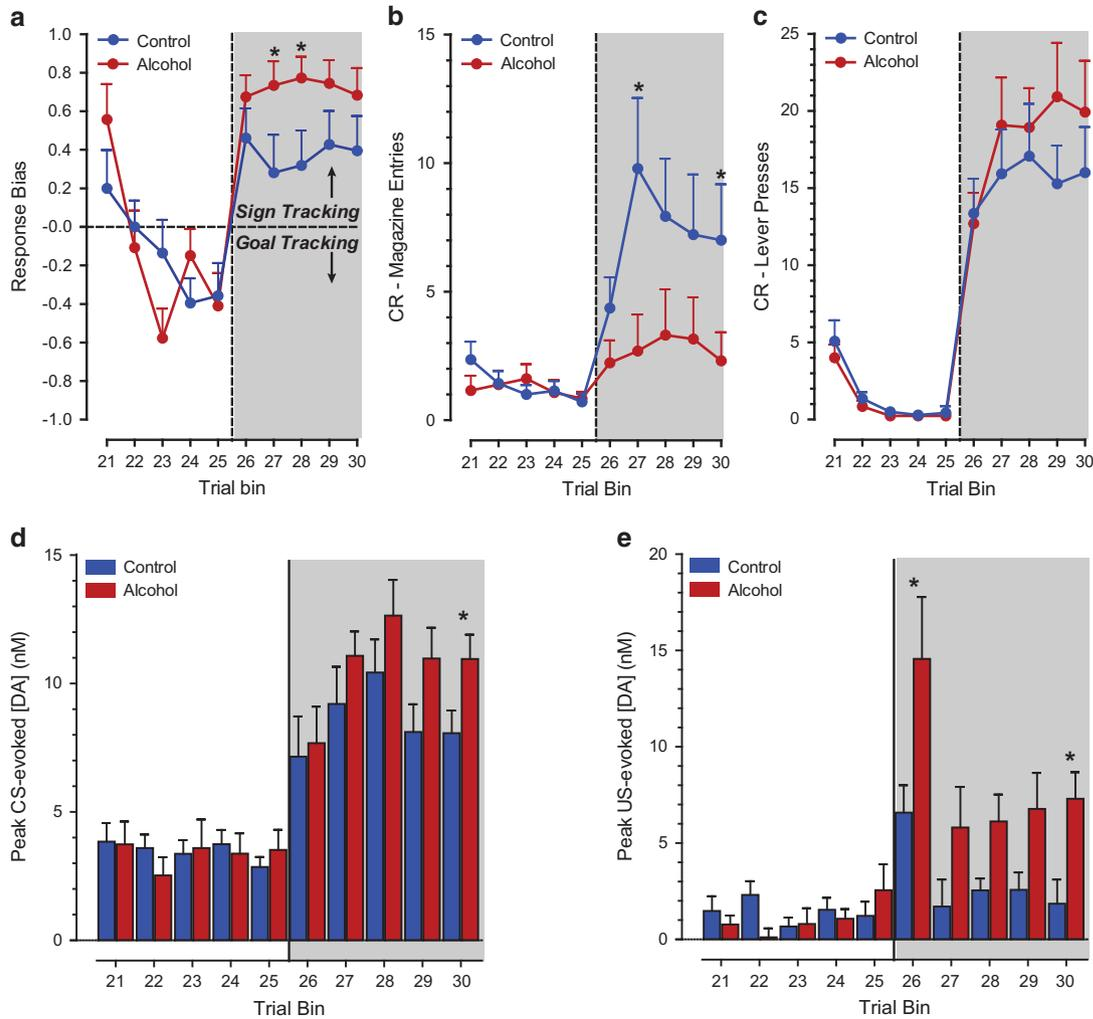 a
1.0
0.8
0.6
0.4
0.2
-0.0
-0.2
-0.4
-0.6
-0.8
-1.0
Response Bias
Control
Alcohol
* *
Sign Tracking
Goal Tracking
21 22 23 24 25 26 27 28 29 30
Trial bin
b
15
10
5
0
CR - Magazine Entries
Control
Alcohol
* *
21 22 23 24 25 26 27 28 29 30
Trial Bin
c
25
20
15
10
5
0
CR - Lever Presses
Control
Alcohol
21 22 23 24 25 26 27 28 29 30
Trial Bin
d
15
10
5
0
Peak CS-evoked [DA] (nM)
Control
Alcohol
*
21 22 23 24 25 26 27 28 29 30
Trial Bin
e
20
15
10
5
0
Peak US-evoked [DA] (nM)
Control
Alcohol
* *
21 22 23 24 25 26 27 28 29 30
Trial Bin